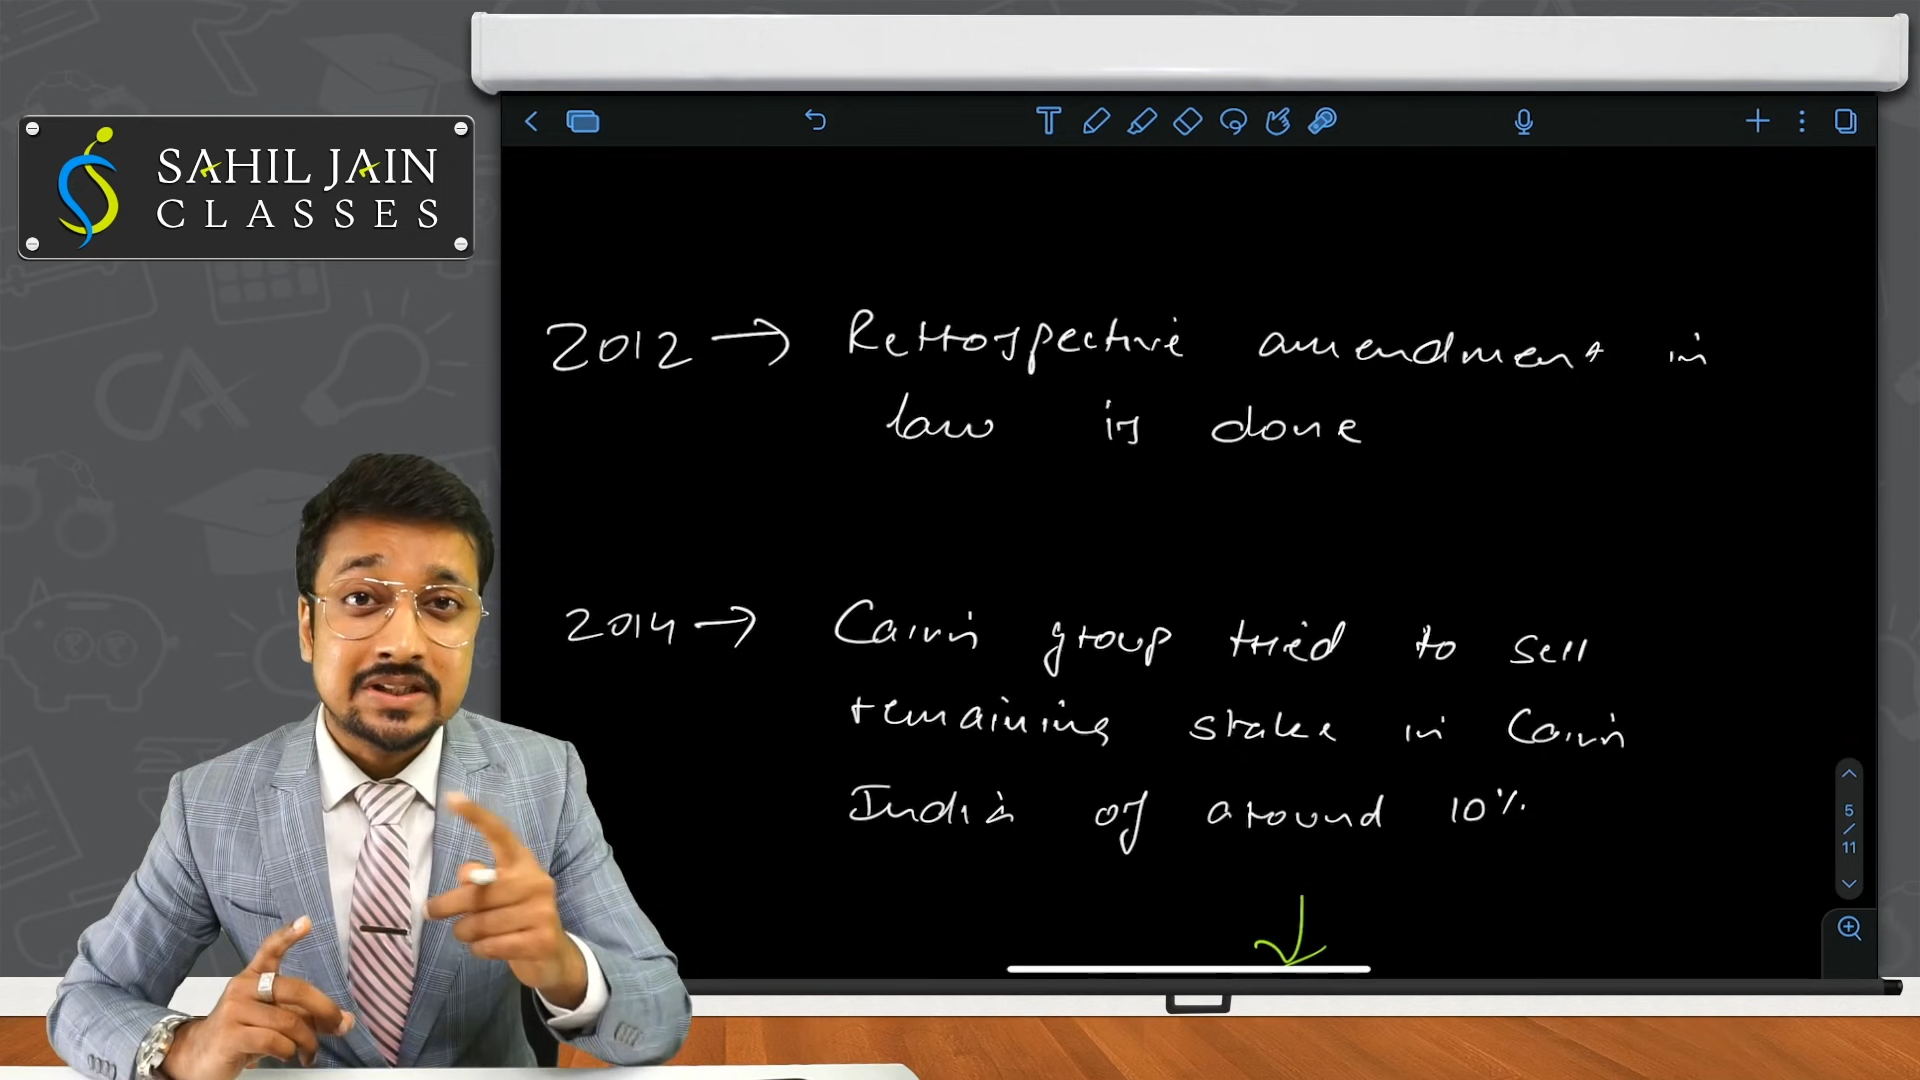 SAHIL JAIN
CLASSES
T
2012 → Retrospective amendment in
law is done
2014 → Cairn group tried to sell
remaining stake in Cairn
India of around 10%
5
/
11